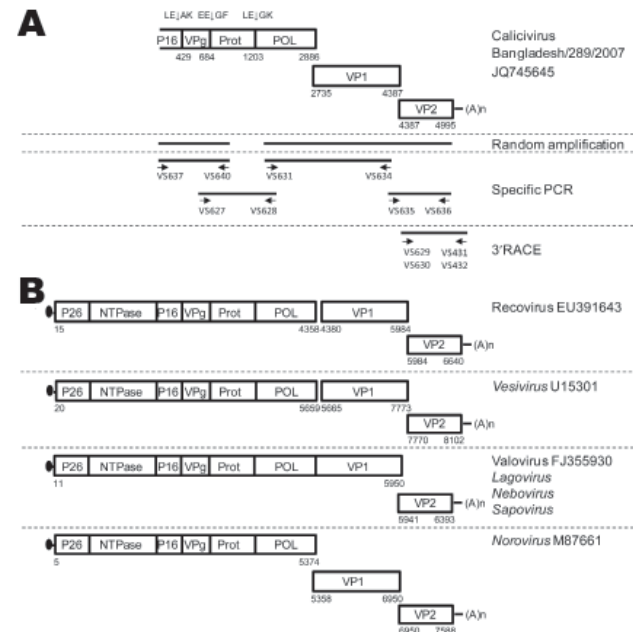 A
LE↓AK EE↓GF LE↓GK
P16 VPg Prot POL
429 684 1203 2886
Calicivirus
Bangladesh/289/2007
JQ745645
VP1
2735 4387
VP2 (A)n
4387 4995
Random amplification
VS637 VS640 VS631 VS634
Specific PCR
VS627 VS628 VS635 VS636
VS629 VS431
VS630 VS432
3'RACE
B
P26 NTPase P16 VPg Prot POL VP1
Recovirus EU391643
15 4358 4380 5984
VP2 (A)n
5984 6640
P26 NTPase P16 VPg Prot POL VP1
Vesivirus U15301
20 5659 5665 7773
VP2 (A)n
7770 8102
P26 NTPase P16 VPg Prot POL VP1
Valovirus FJ355930
Lagovirus
Nebovirus
Sapovirus
11 5950
VP2 (A)n
5941 6393
P26 NTPase P16 VPg Prot POL
Norovirus M87661
5 5374
VP1
5358 6950
VP2 (A)n
6950 7588